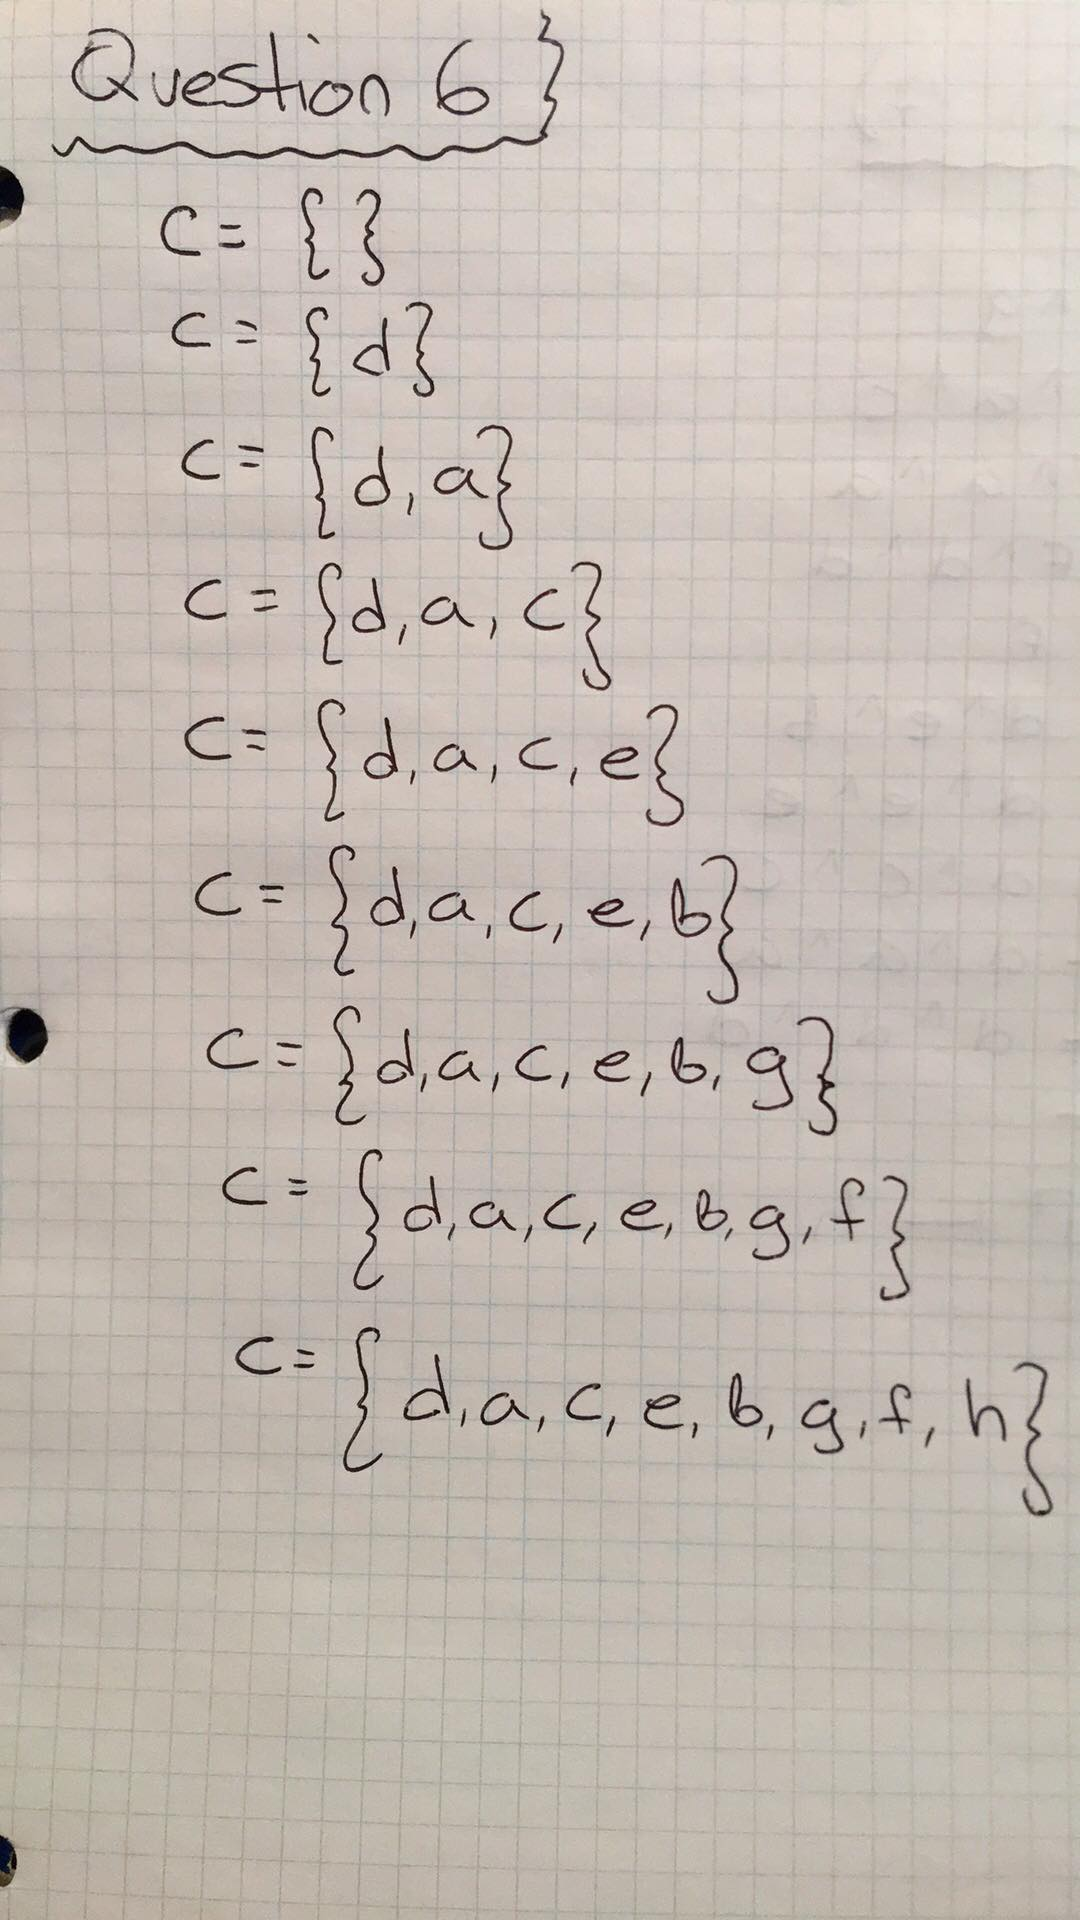 Question 6
C = { }
C = {d}
C = {d, a}
C = {d, a, c}
C = {d, a, c, e}
C = {d, a, c, e, b}
C = {d, a, c, e, b, g}
C = {d, a, c, e, b, g, f}
C = {d, a, c, e, b, g, f, h}